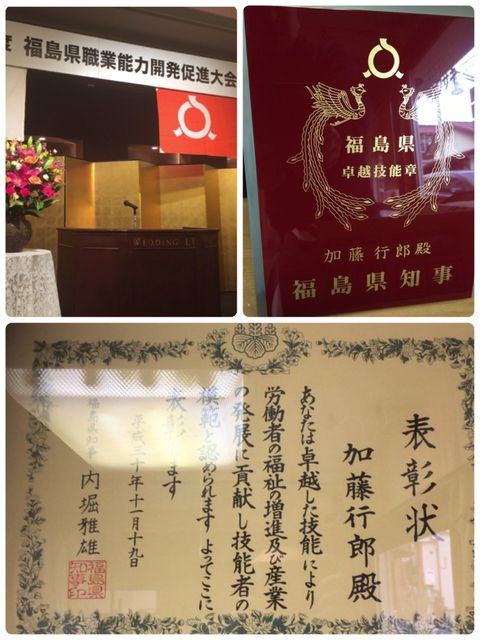 度 福島県職業能力開発促進大会
WEDDING
福島県
卓越技能章
加藤行郎殿
福島県知事
表彰状
加藤行郎殿
あなたは卓越した技能により
労働者の福祉の増進及び産業
の発展に貢献し技能者の
模範と認められます よってここに
表彰します
平成三十年十一月十九日
福島県知事 内堀雅雄
福島県
知事印